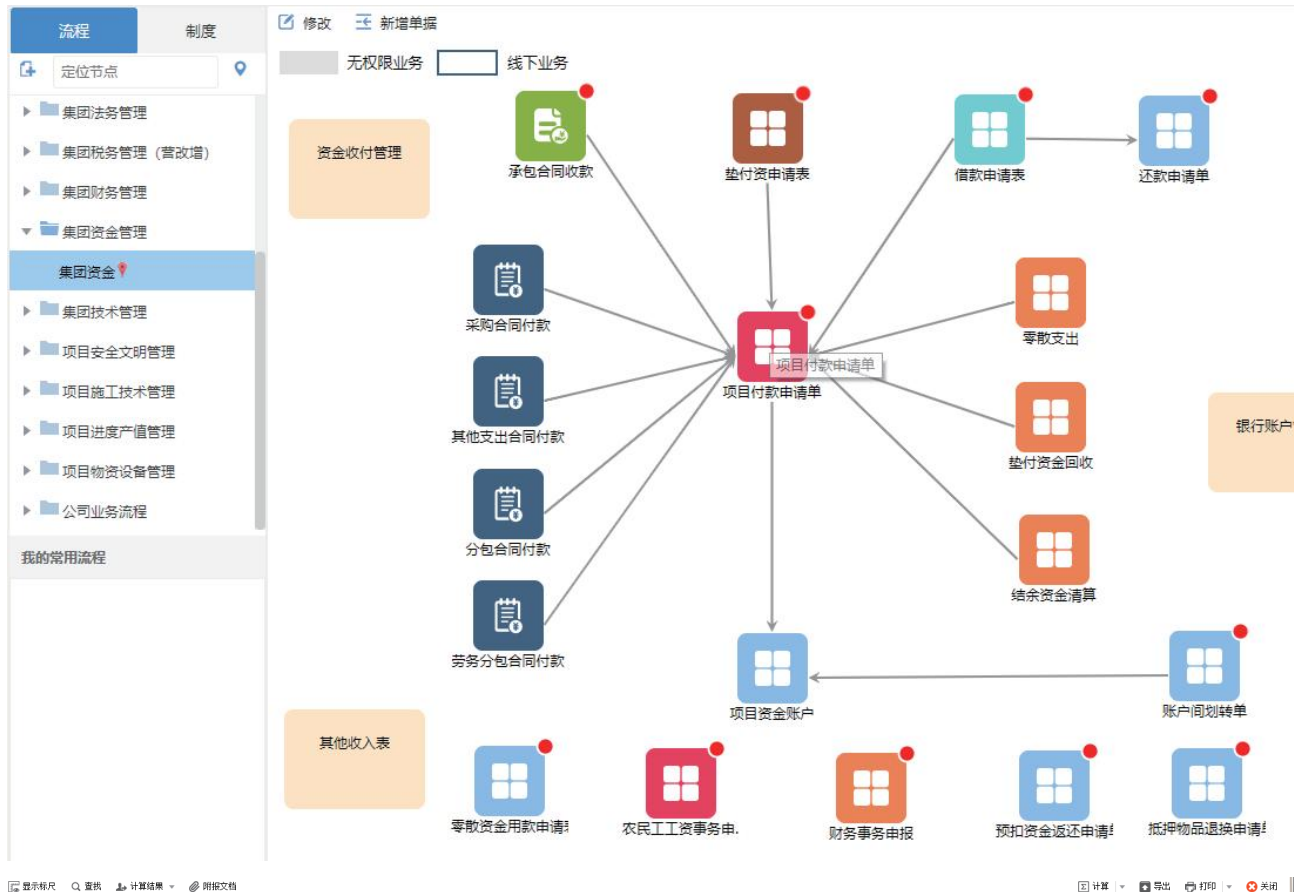 流程
制度
修改
新增单据
定位节点
无权限业务
线下业务
集团法务管理
集团税务管理（营改增）
集团财务管理
集团资金管理
集团资金
集团技术管理
项目安全文明管理
项目施工技术管理
项目进度产值管理
项目物资设备管理
公司业务流程
我的常用流程
资金收付管理
承包合同收款
垫付资申请表
借款申请表
还款申请单
采购合同付款
零散支出
项目付款申请单
项目付款申请单
其他支出合同付款
垫付资金回收
银行账户
分包合同付款
结余资金清算
劳务分包合同付款
项目资金账户
账户间划转单
其他收入表
零散资金用款申请
农民工工资事务申.
财务事务申报
预扣资金返还申请
抵押物品退换申请
显示标尺 查找 计算结果 附报文档
计算 导出 打印 关闭